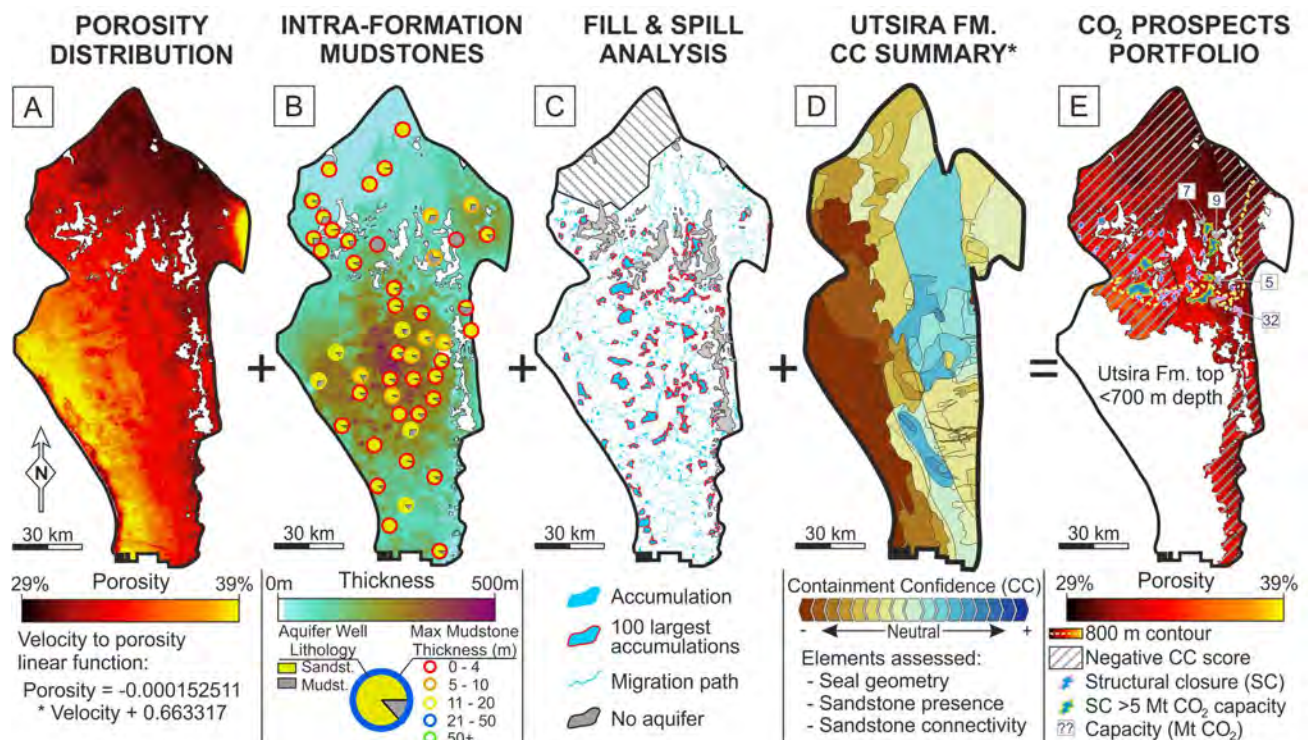 POROSITY
DISTRIBUTION
INTRA-FORMATION
MUDSTONES
FILL & SPILL
ANALYSIS
UTSIRA FM.
CC SUMMARY*
CO₂ PROSPECTS
PORTFOLIO
A
B
C
D
E
+
+
+
=
7
9
5
32
Utsira Fm. top
<700 m depth
N
30 km
30 km
30 km
30 km
30 km
Porosity
29%
39%
Velocity to porosity
linear function:
Porosity = -0.000152511
* Velocity + 0.663317
Thickness
0m
500m
Aquifer Well
Lithology
Sandst.
Mudst.
Max Mudstone
Thickness (m)
0 - 4
5 - 10
11 - 20
21 - 50
50+
Accumulation
100 largest
accumulations
Migration path
No aquifer
Containment Confidence (CC)
- Neutral +
Elements assessed:
- Seal geometry
- Sandstone presence
- Sandstone connectivity
Porosity
29%
39%
800 m contour
Negative CC score
Structural closure (SC)
SC >5 Mt CO₂ capacity
?? Capacity (Mt CO₂)